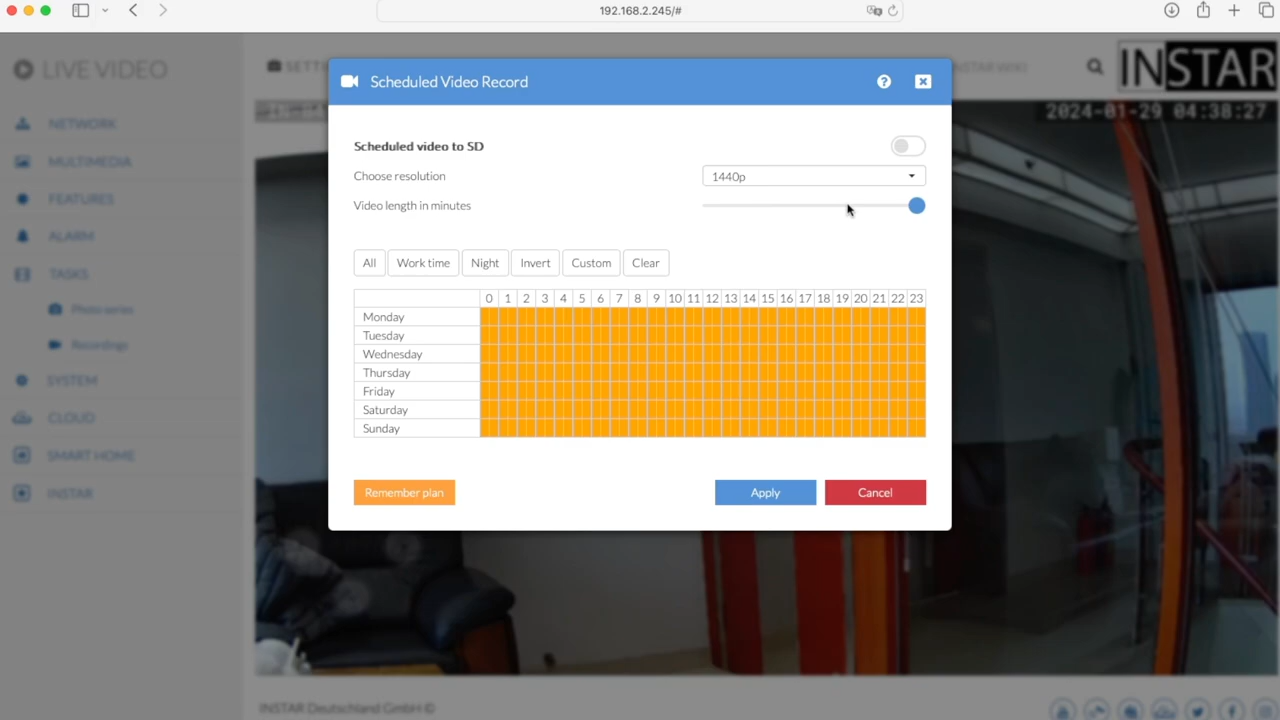 192.168.2.245/#
LIVE VIDEO
INSTAR WIKI
INSTAR
Scheduled Video Record
2024-01-29 04:38:27
NETWORK
MULTIMEDIA
FEATURES
ALARM
TASKS
Photo series
Recordings
SYSTEM
CLOUD
SMART HOME
INSTAR
Scheduled video to SD
Choose resolution
1440p
Video length in minutes
All Work time Night Invert Custom Clear
0 1 2 3 4 5 6 7 8 9 10 11 12 13 14 15 16 17 18 19 20 21 22 23
Monday
Tuesday
Wednesday
Thursday
Friday
Saturday
Sunday
Remember plan Apply Cancel
INSTAR Deutschland GmbH ©